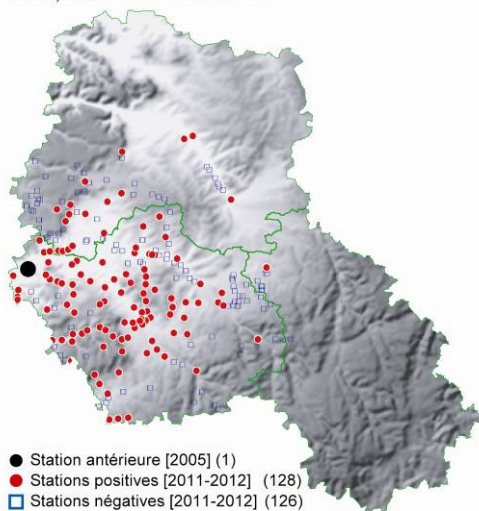 Station antérieure [2005] (1)
Stations positives [2011-2012] (128)
Stations négatives [2011-2012] (126)